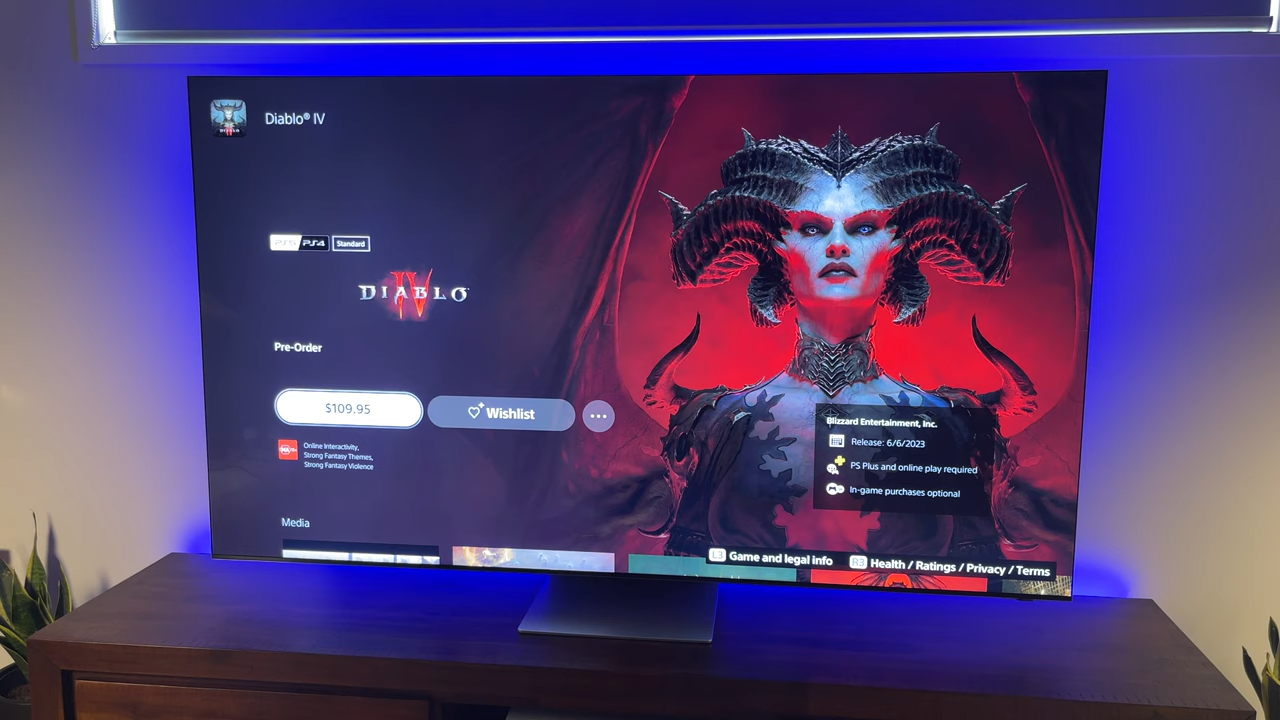 Diablo® IV
PS5 PS4 Standard
DIABLO IV
Pre-Order
$109.95
Wishlist
Online Interactivity,
Strong Fantasy Themes,
Strong Fantasy Violence
Blizzard Entertainment, Inc.
Release: 6/6/2023
PS Plus and online play required
In-game purchases optional
Media
L3 Game and legal info R3 Health / Ratings / Privacy / Terms